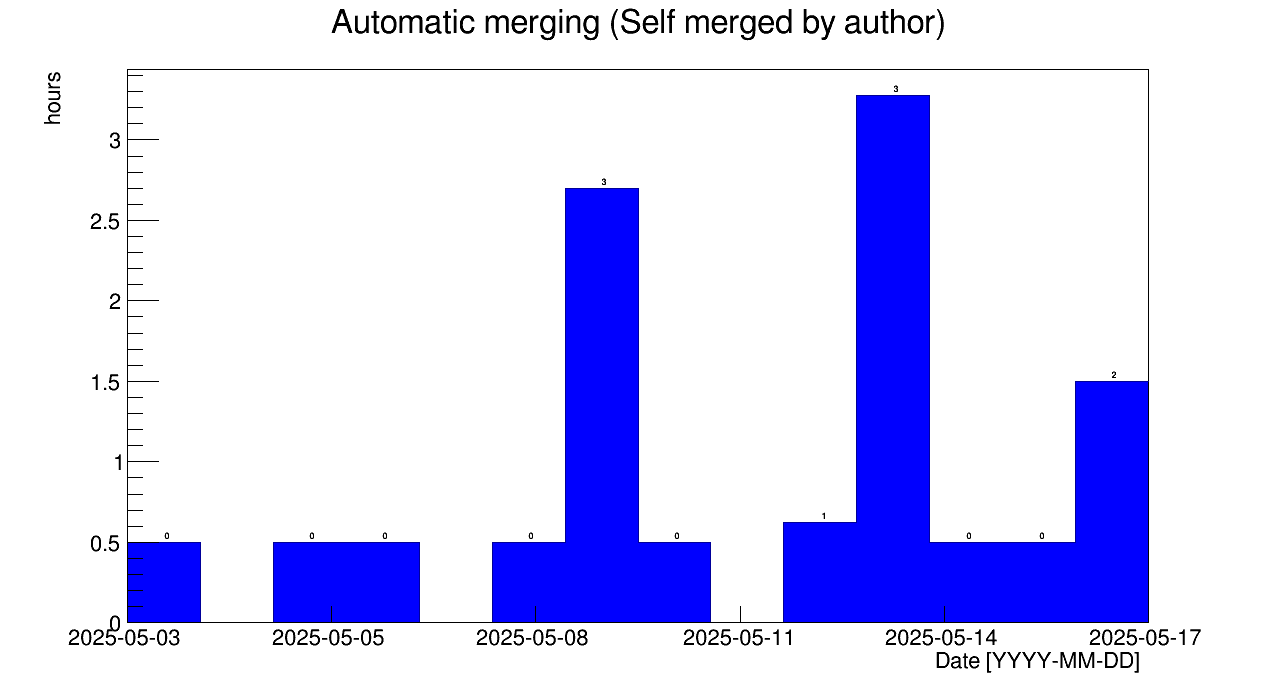 Automatic merging (Self merged by author)
hours
3
2.5
2
1.5
1
0.5
0
0 0 0 0 3 0 1 3 0 0 2
2025-05-03 2025-05-05 2025-05-08 2025-05-11 2025-05-14 2025-05-17
Date [YYYY-MM-DD]